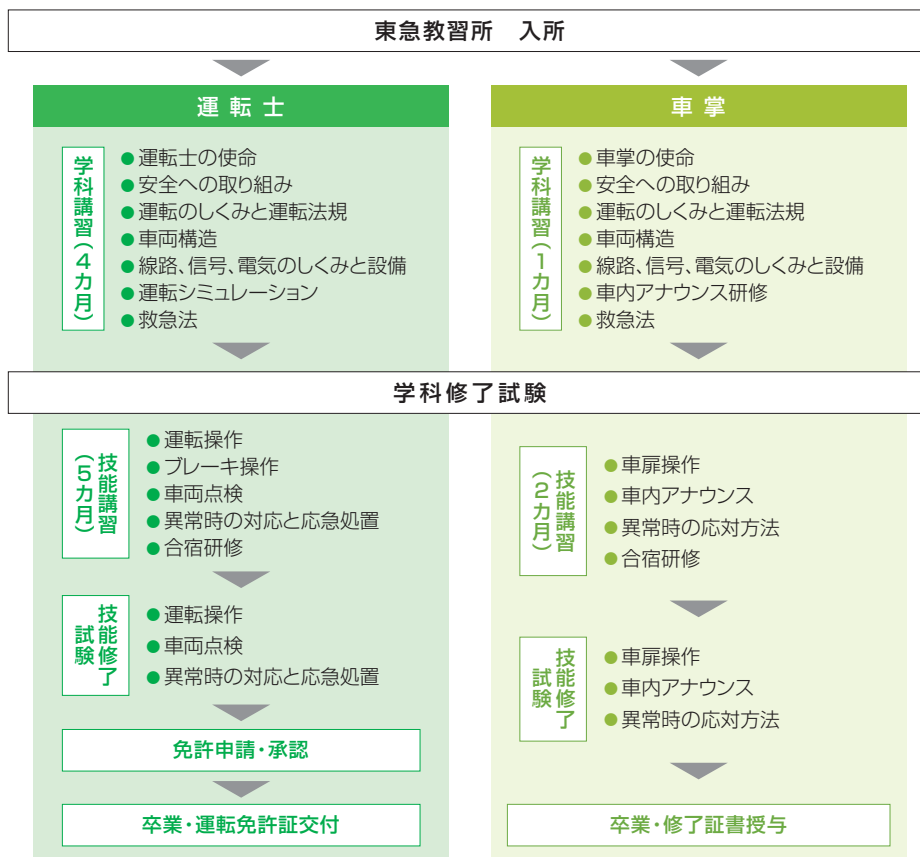 東急教習所　入所
運転士
学科講習(4カ月)
●運転士の使命
●安全への取り組み
●運転のしくみと運転法規
●車両構造
●線路、信号、電気のしくみと設備
●運転シミュレーション
●救急法
車掌
学科講習(1カ月)
●車掌の使命
●安全への取り組み
●運転のしくみと運転法規
●車両構造
●線路、信号、電気のしくみと設備
●車内アナウンス研修
●救急法
学科修了試験
技能講習
(5カ月)
●運転操作
●ブレーキ操作
●車両点検
●異常時の対応と応急処置
●合宿研修
技能修了
試験
●運転操作
●車両点検
●異常時の対応と応急処置
免許申請・承認
卒業・運転免許証交付
技能講習
(2カ月)
●車扉操作
●車内アナウンス
●異常時の応対方法
●合宿研修
技能修了
試験
●車扉操作
●車内アナウンス
●異常時の応対方法
卒業・修了証書授与